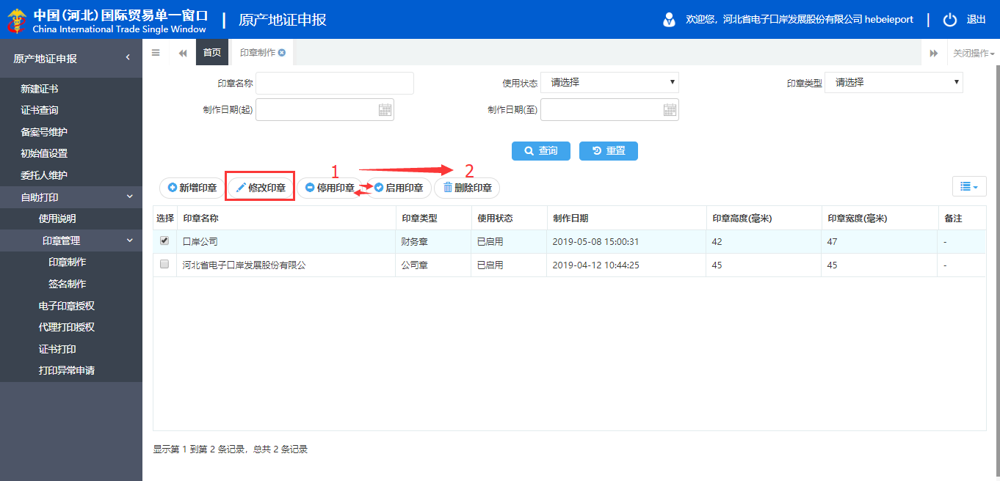 中国(河北)国际贸易单一窗口
China International Trade Single Window
原产地证申报
欢迎您，河北省电子口岸发展股份有限公司 hebeieport
退出
原产地证申报
首页
印章制作
关闭操作
新建证书
证书查询
备案号维护
初始值设置
委托人维护
自助打印
使用说明
印章管理
印章制作
签名制作
电子印章授权
代理打印授权
证书打印
打印异常申请
印章名称
使用状态 请选择
印章类型 请选择
制作日期(起)
制作日期(至)
查询 重置
1 2
新增印章 修改印章 停用印章 启用印章 删除印章
选择 印章名称 印章类型 使用状态 制作日期 印章高度(毫米) 印章宽度(毫米) 备注
口岸公司 财务章 已启用 2019-05-08 15:00:31 42 47 -
河北省电子口岸发展股份有限公 公司章 已启用 2019-04-12 10:44:25 45 45 -
显示第 1 到第 2 条记录，总共 2 条记录